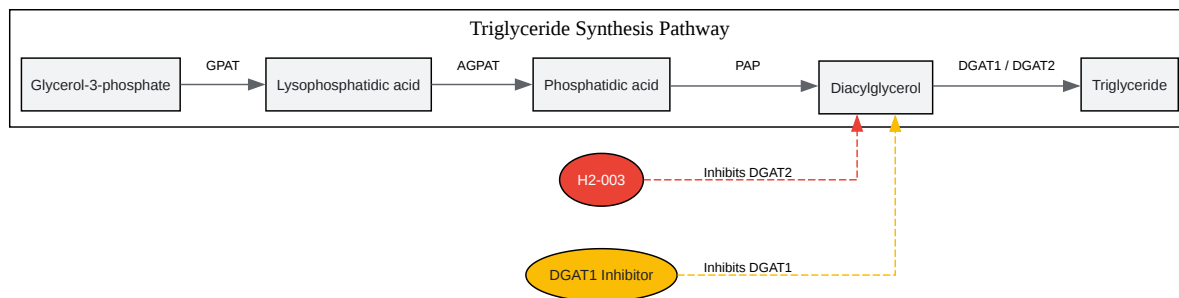 Triglyceride Synthesis Pathway
GPAT
AGPAT
PAP
DGAT1 / DGAT2
Glycerol-3-phosphate
Lysophosphatidic acid
Phosphatidic acid
Diacylglycerol
Triglyceride
H2-003
Inhibits DGAT2
DGAT1 Inhibitor
Inhibits DGAT1